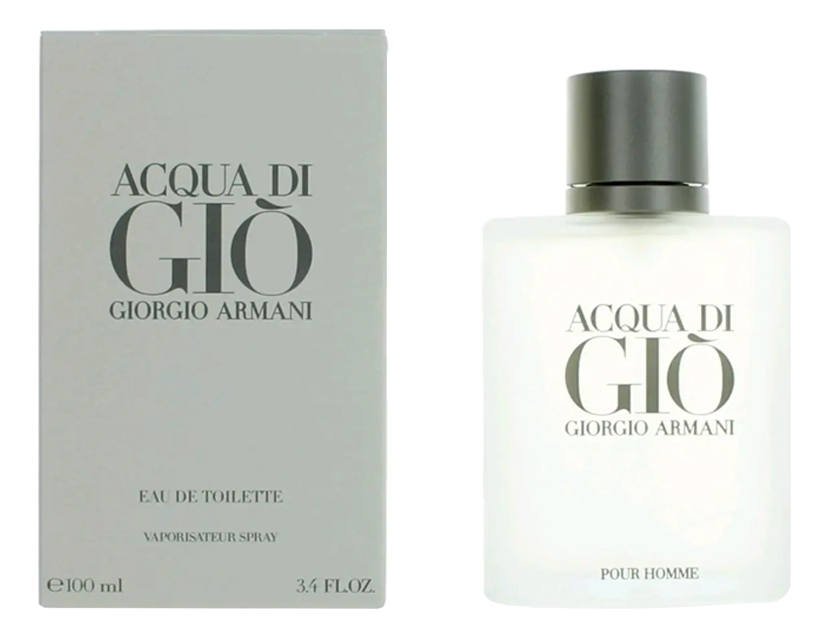 ACQUA DI
GIÒ
GIORGIO ARMANI
EAU DE TOILETTE
VAPORISATEUR SPRAY
℮100 ml 3.4 FL.OZ.
ACQUA DI
GIÒ
GIORGIO ARMANI
POUR HOMME